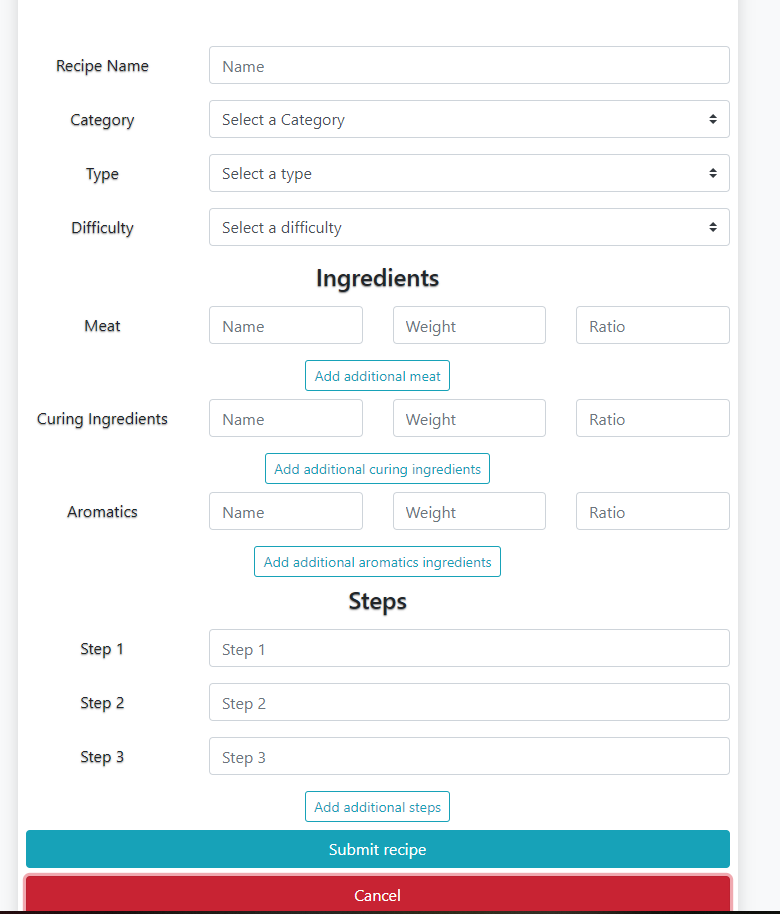 Recipe Name Name
Category Select a Category
Type Select a type
Difficulty Select a difficulty
Ingredients
Meat Name Weight Ratio
Add additional meat
Curing Ingredients Name Weight Ratio
Add additional curing ingredients
Aromatics Name Weight Ratio
Add additional aromatics ingredients
Steps
Step 1 Step 1
Step 2 Step 2
Step 3 Step 3
Add additional steps
Submit recipe
Cancel